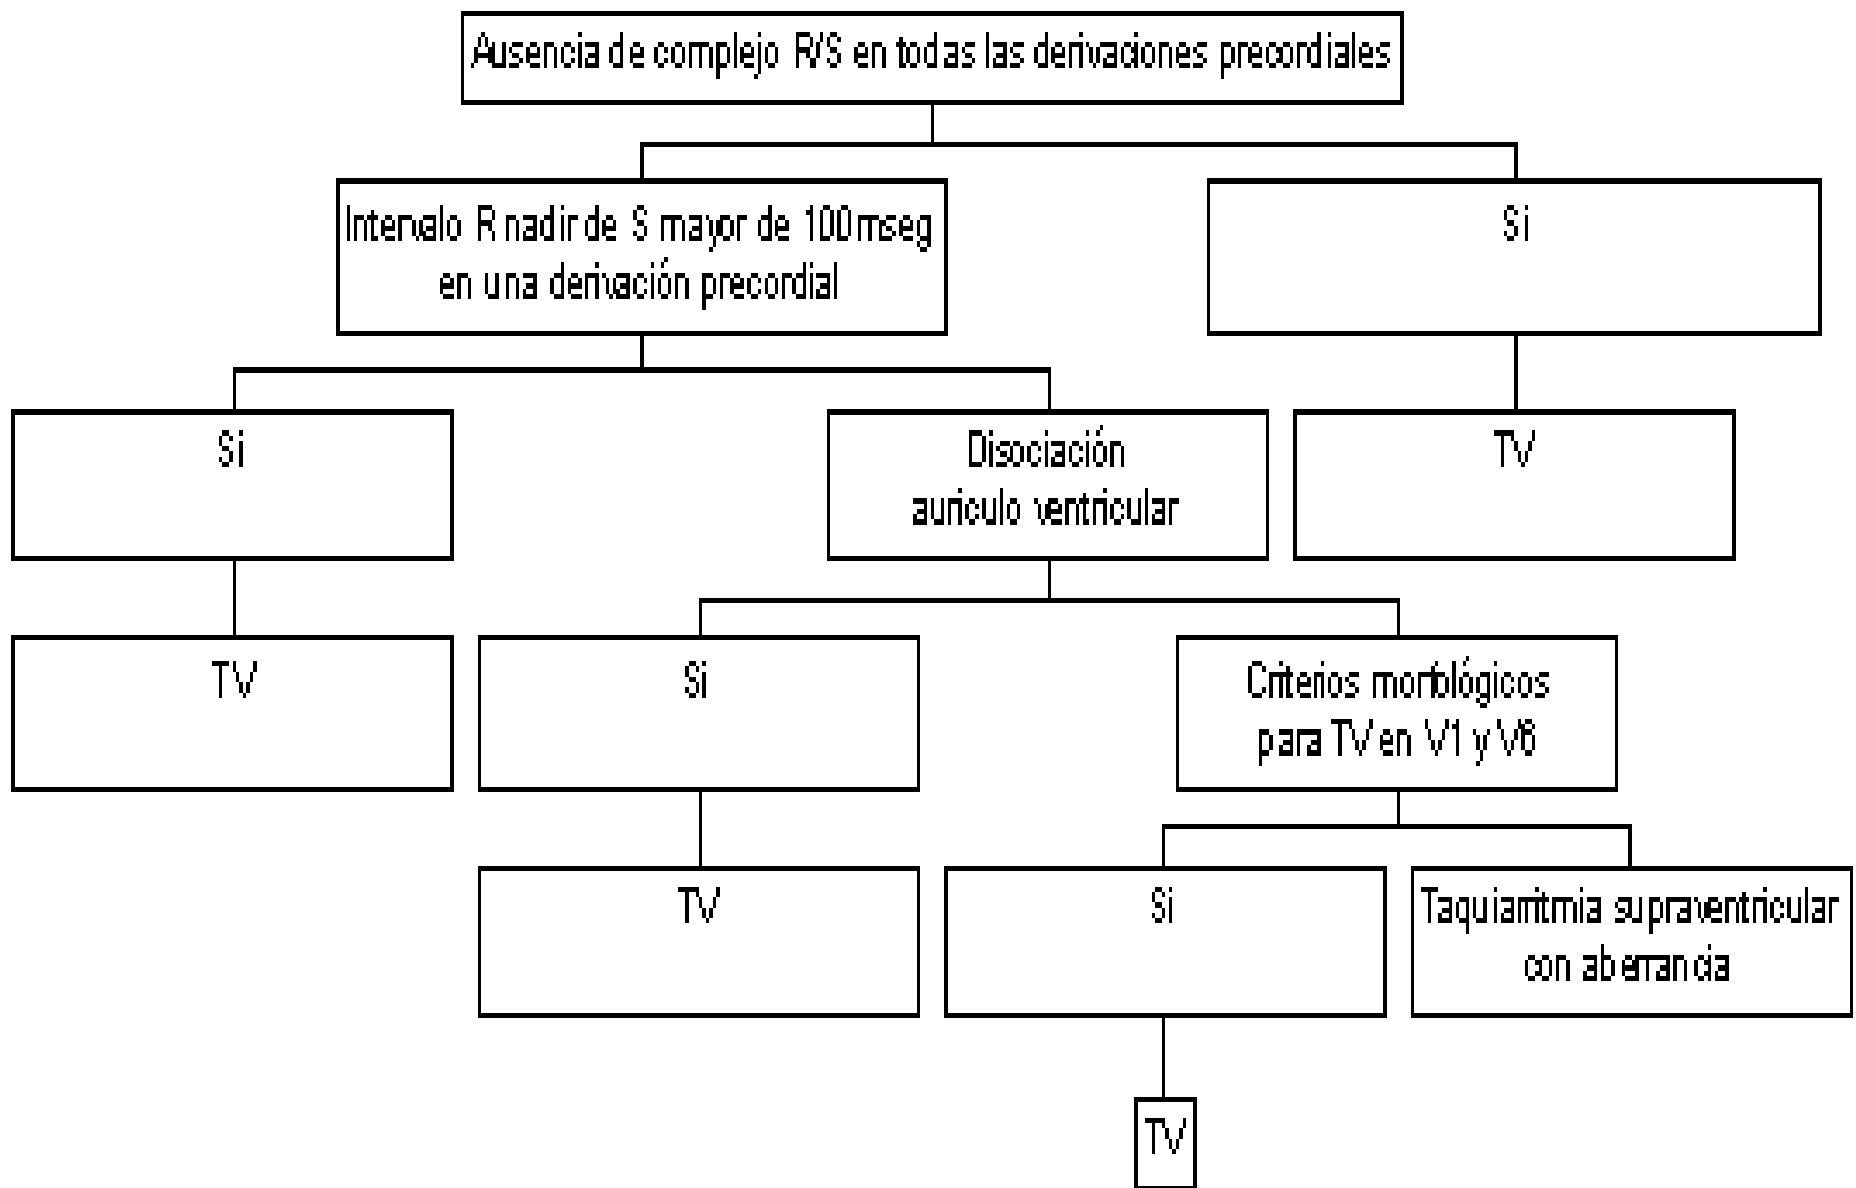 Ausencia de complejo R/S en todas las derivaciones precordiales
Intervalo R nadir de S mayor de 100 mseg
en una derivación precordial
Si
Si
Disociación
auriculo ventricular
TV
TV
Si
Criterios morfológicos
para TV en V1 y V6
TV
Si
Taquiarritmia supraventricular
con aberrancia
TV